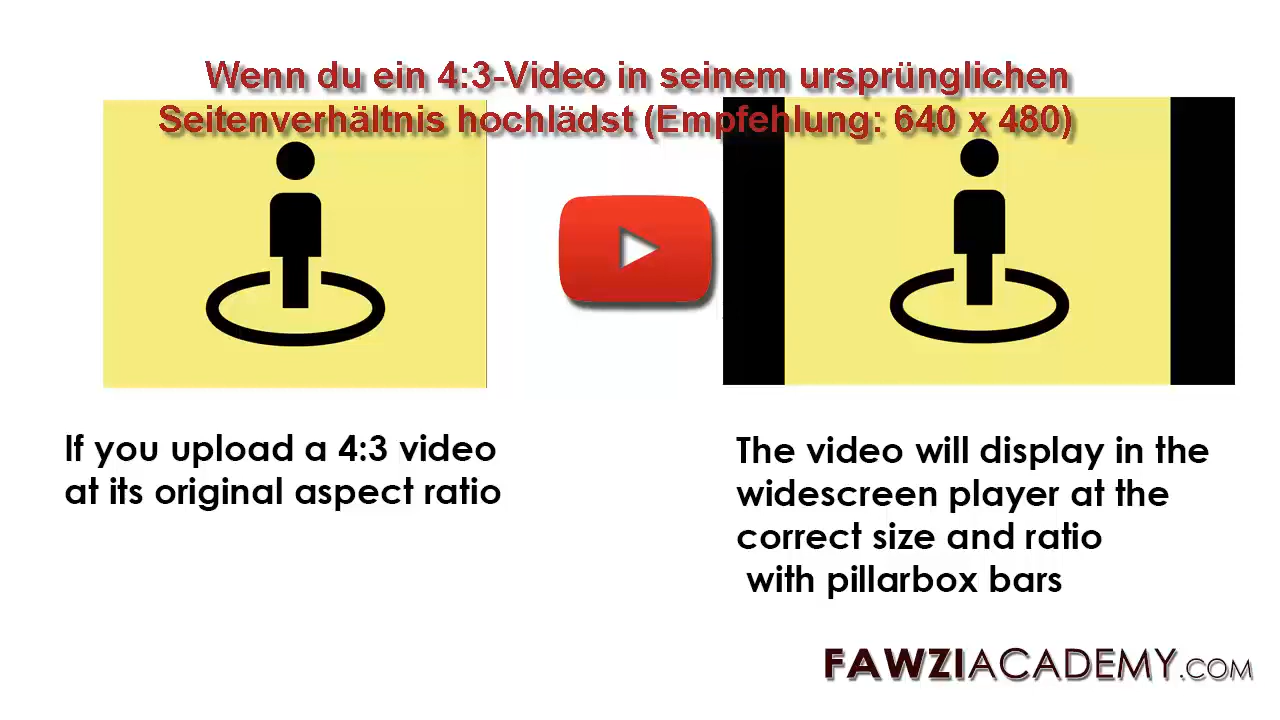 Wenn du ein 4:3-Video in seinem ursprünglichen
Seitenverhältnis hochlädst (Empfehlung: 640 x 480)
If you upload a 4:3 video
at its original aspect ratio
The video will display in the
widescreen player at the
correct size and ratio
with pillarbox bars
FAWZIACADEMY.COM